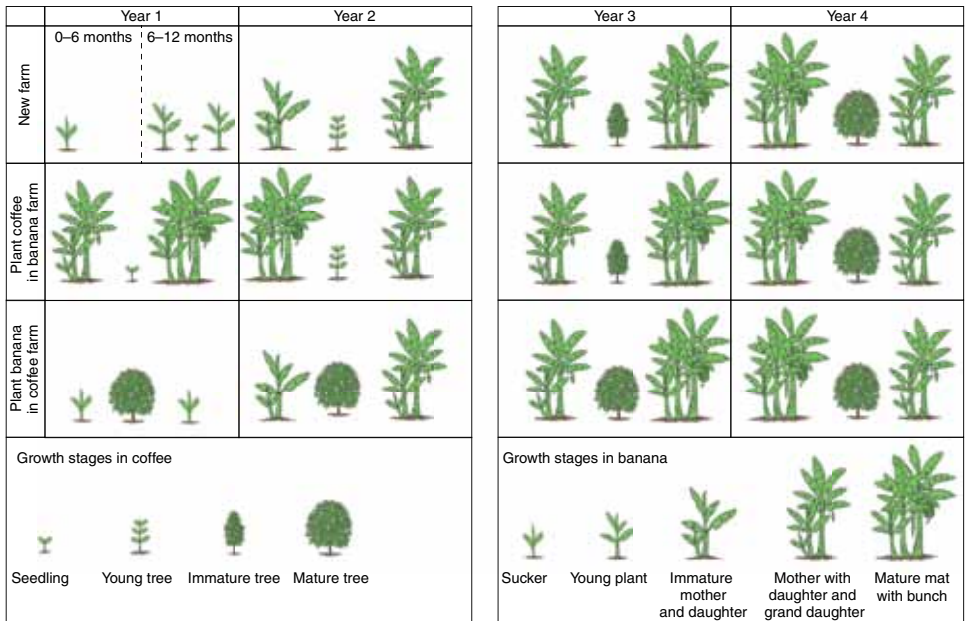 Year 1
Year 2
Year 3
Year 4
New farm
0–6 months
6–12 months
Plant coffee
in banana farm
Plant banana
in coffee farm
Growth stages in coffee
Seedling
Young tree
Immature tree
Mature tree
Growth stages in banana
Sucker
Young plant
Immature
mother
and daughter
Mother with
daughter and
grand daughter
Mature mat
with bunch